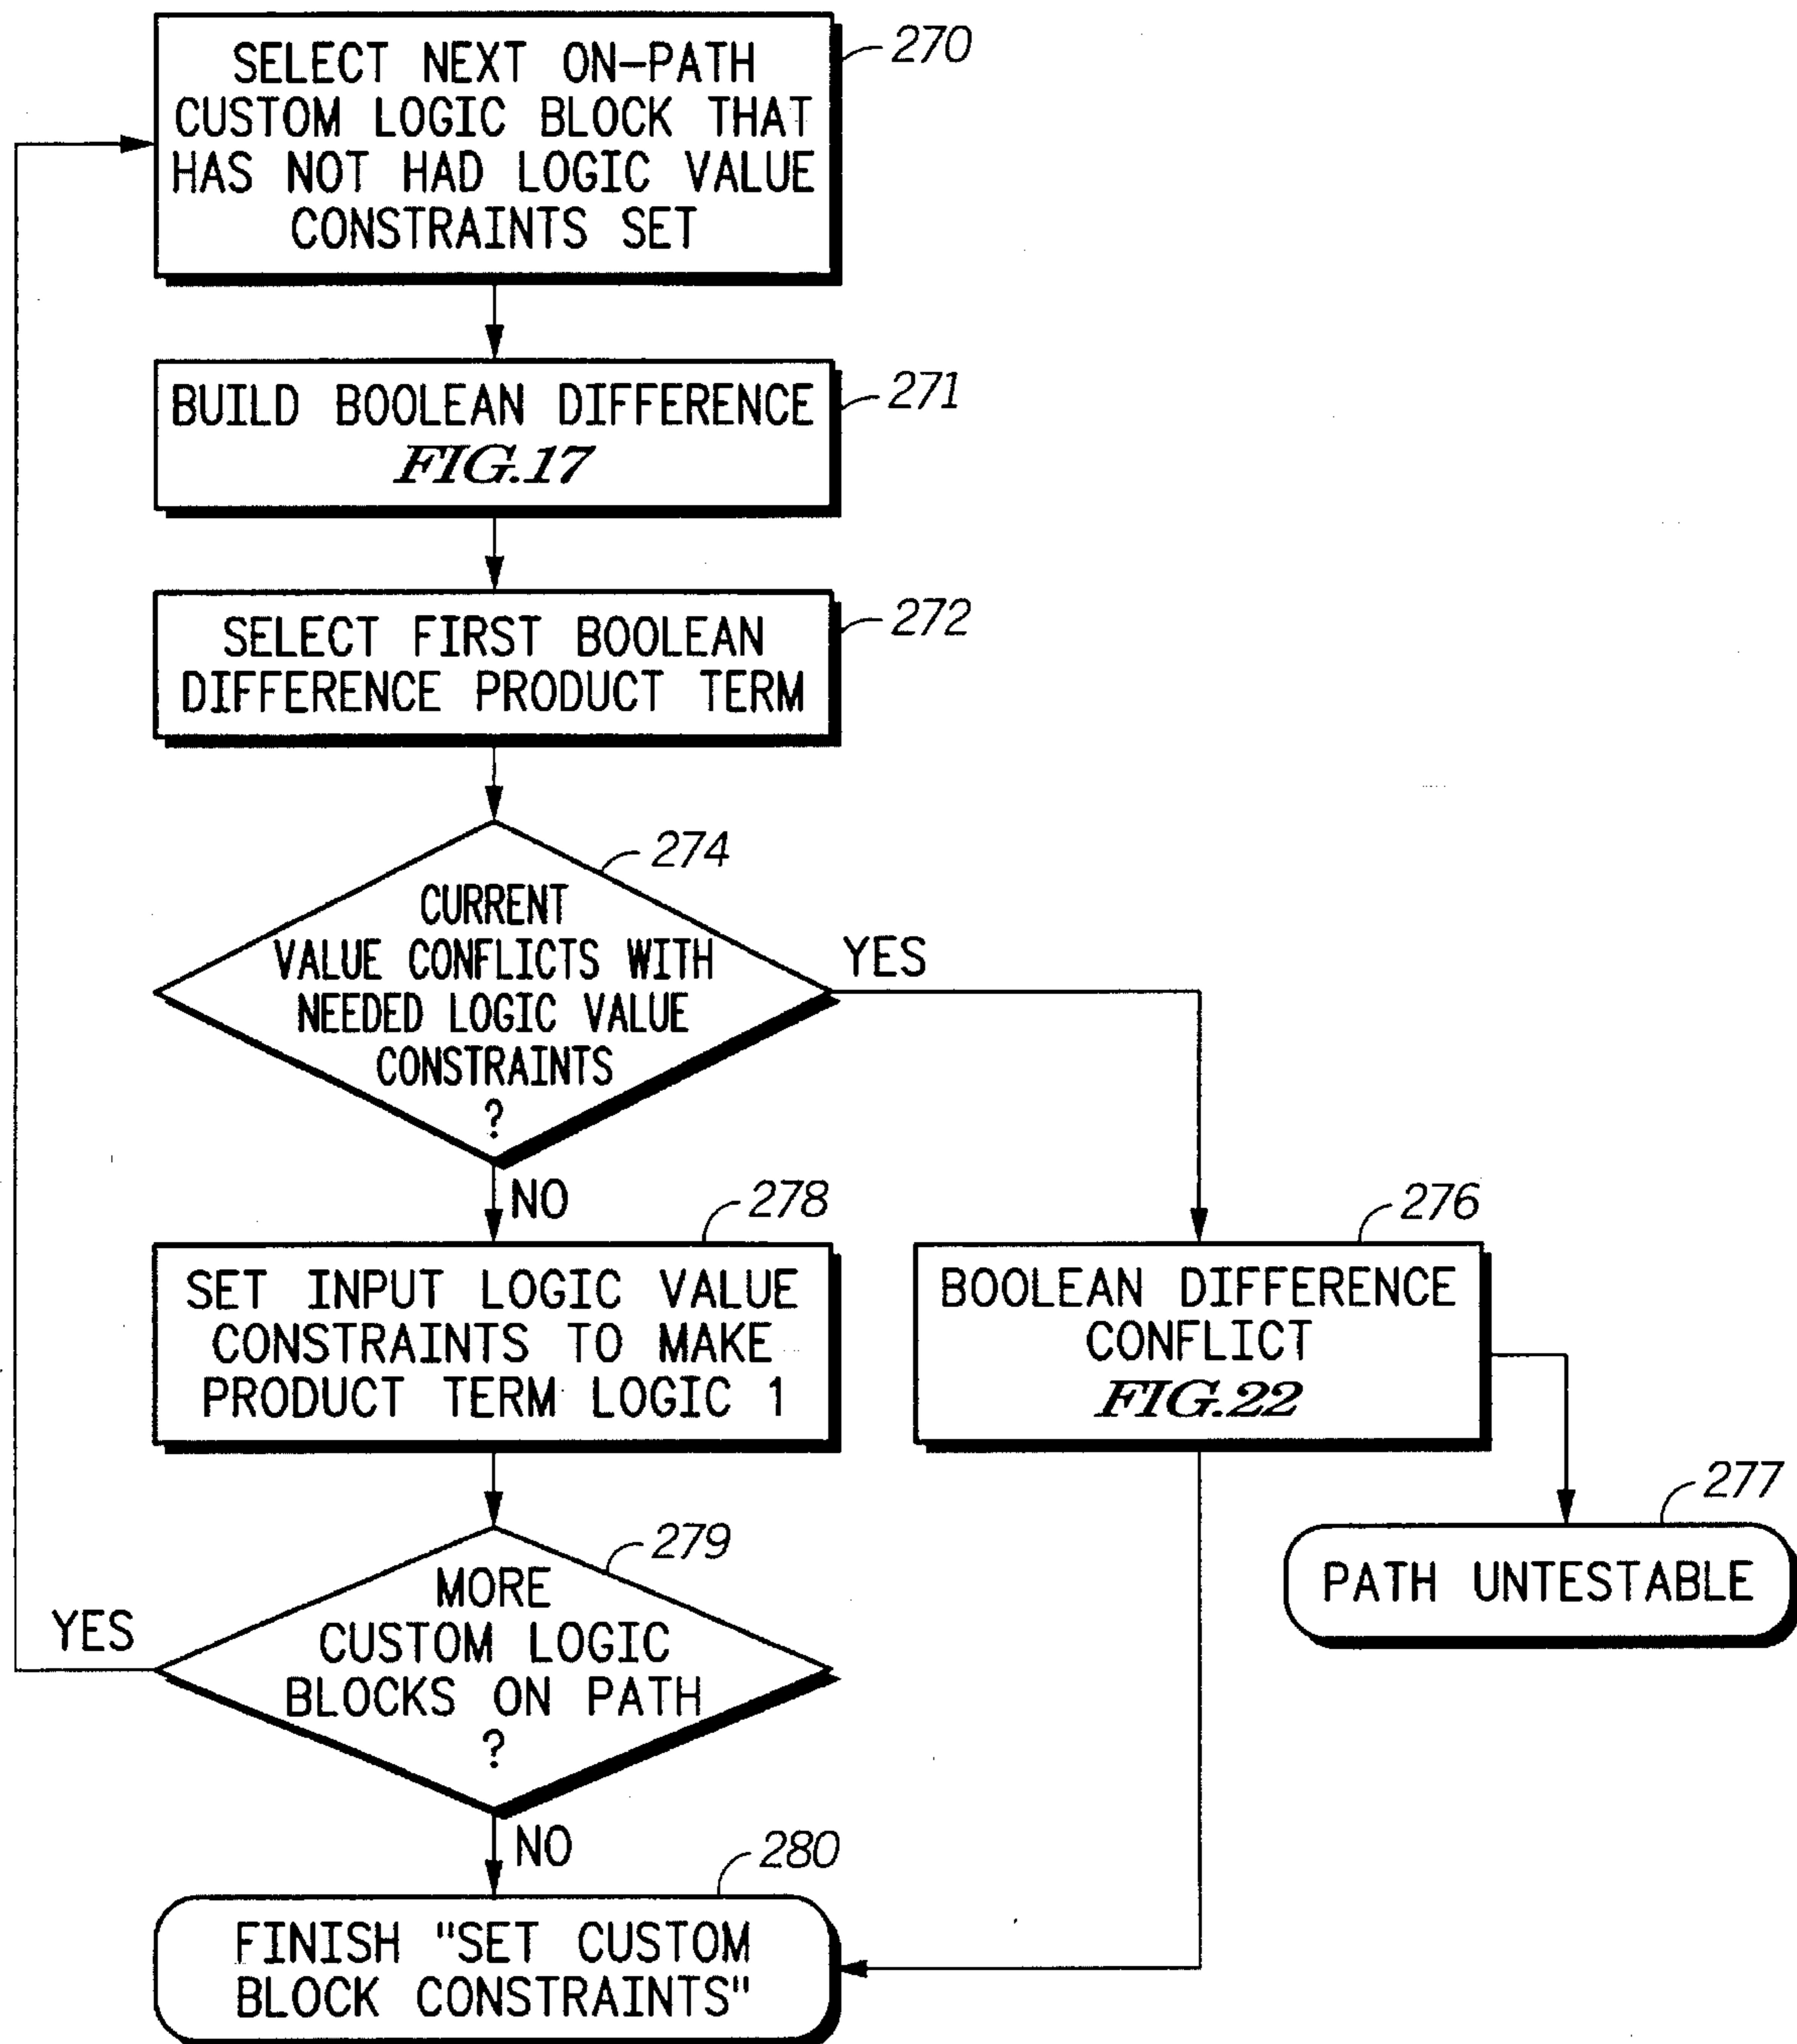 SELECT NEXT ON-PATH
CUSTOM LOGIC BLOCK THAT
HAS NOT HAD LOGIC VALUE
CONSTRAINTS SET
270
BUILD BOOLEAN DIFFERENCE
FIG.17
271
SELECT FIRST BOOLEAN
DIFFERENCE PRODUCT TERM
272
274
CURRENT
VALUE CONFLICTS WITH
NEEDED LOGIC VALUE
CONSTRAINTS
?
YES
NO
278
SET INPUT LOGIC VALUE
CONSTRAINTS TO MAKE
PRODUCT TERM LOGIC 1
276
BOOLEAN DIFFERENCE
CONFLICT
FIG.22
277
PATH UNTESTABLE
279
MORE
CUSTOM LOGIC
BLOCKS ON PATH
?
YES
NO
280
FINISH "SET CUSTOM
BLOCK CONSTRAINTS"